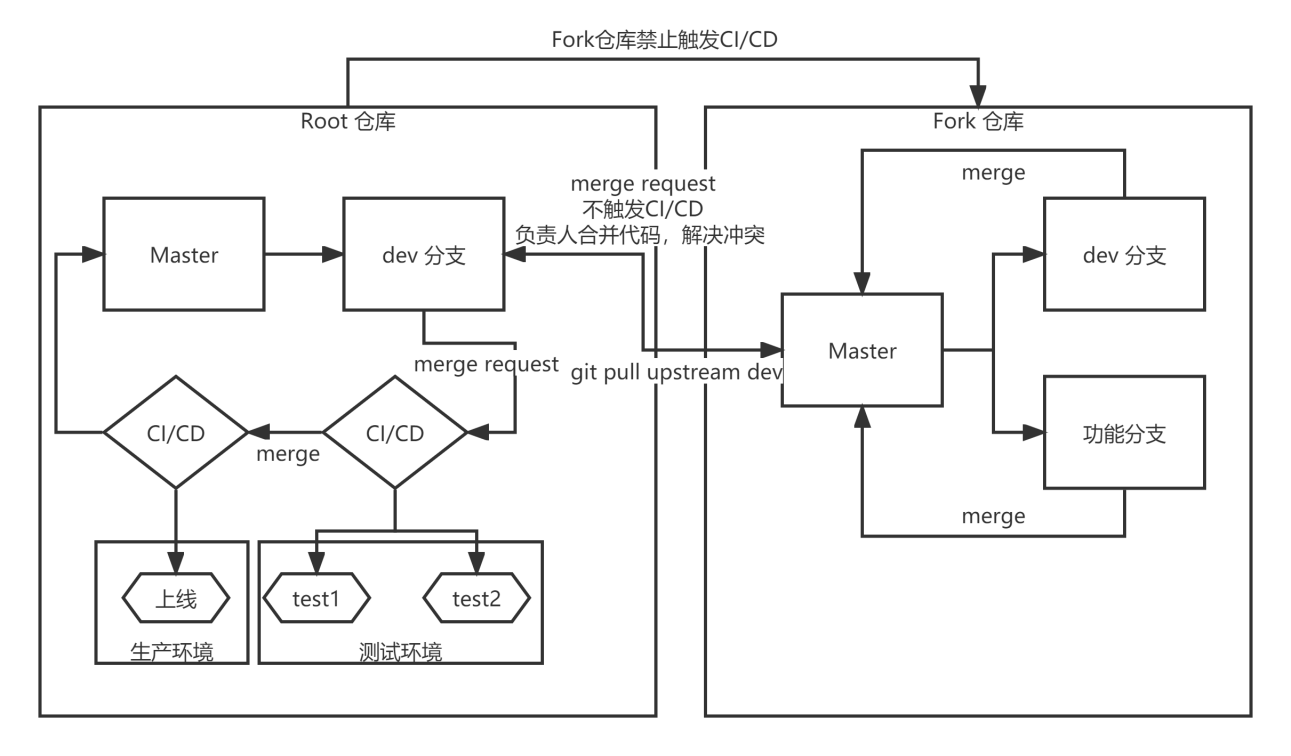 Fork仓库禁止触发CI/CD
Root 仓库
Fork 仓库
merge
merge request
不触发CI/CD
负责人合并代码，解决冲突
Master
dev 分支
dev 分支
Master
merge request
git pull upstream dev
CI/CD
CI/CD
merge
功能分支
merge
上线
test1
test2
生产环境
测试环境